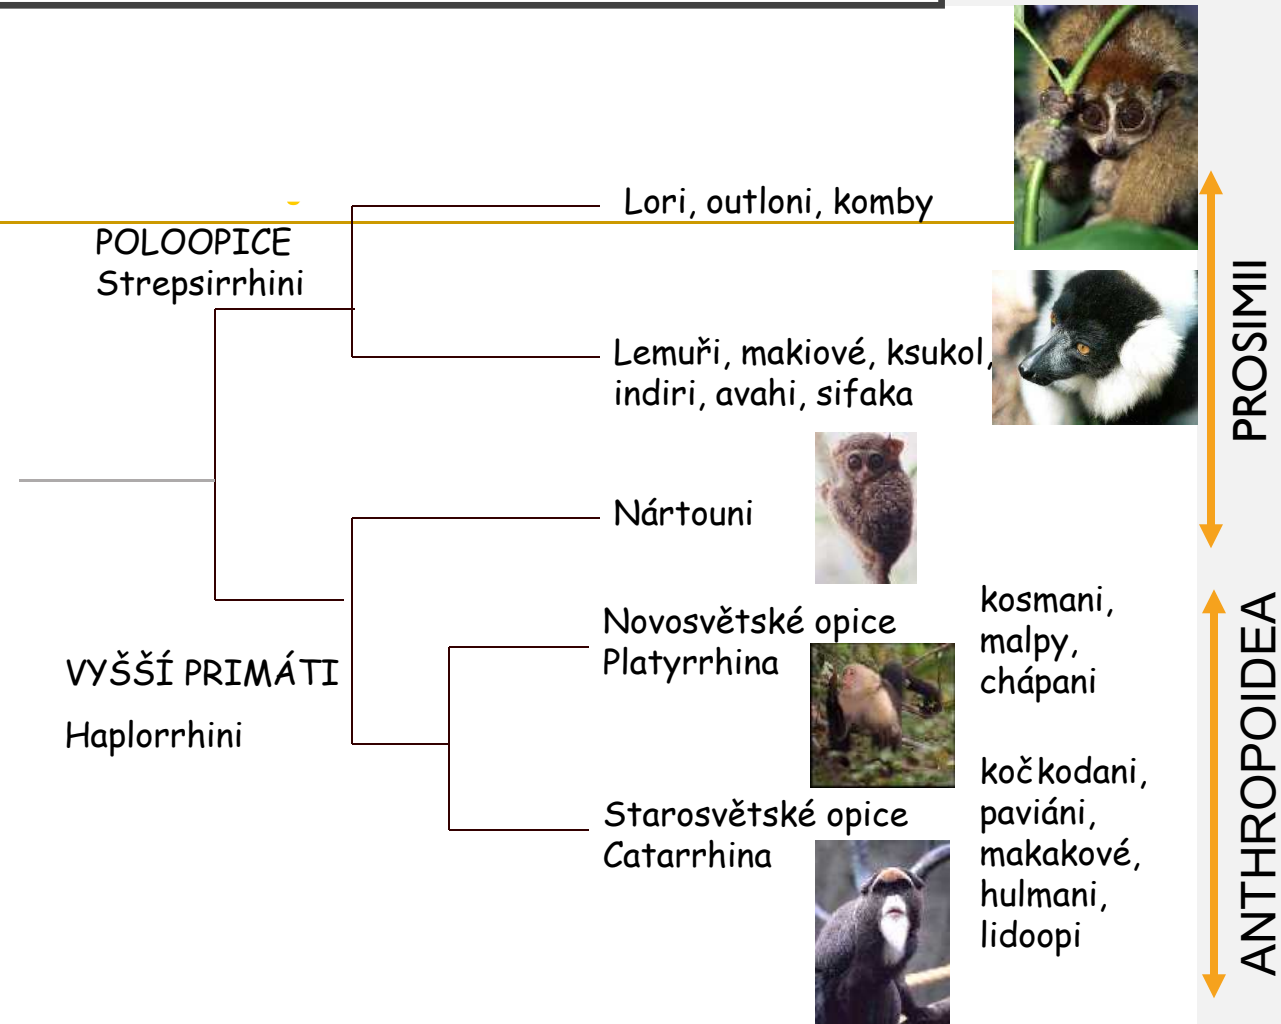 Lori, outloni, komby
POLOOPICE
Strepsirrhini
Lemuři, makiové, ksukol,
indiri, avahi, sifaka
PROSIMII
Nártouni
Novosvětské opice
Platyrrhina
kosmani,
malpy,
chápani
VYŠŠÍ PRIMÁTI
Haplorrhini
Starosvětské opice
Catarrhina
kočkodani,
paviáni,
makakové,
hulmani,
lidoopi
ANTHROPOIDEA